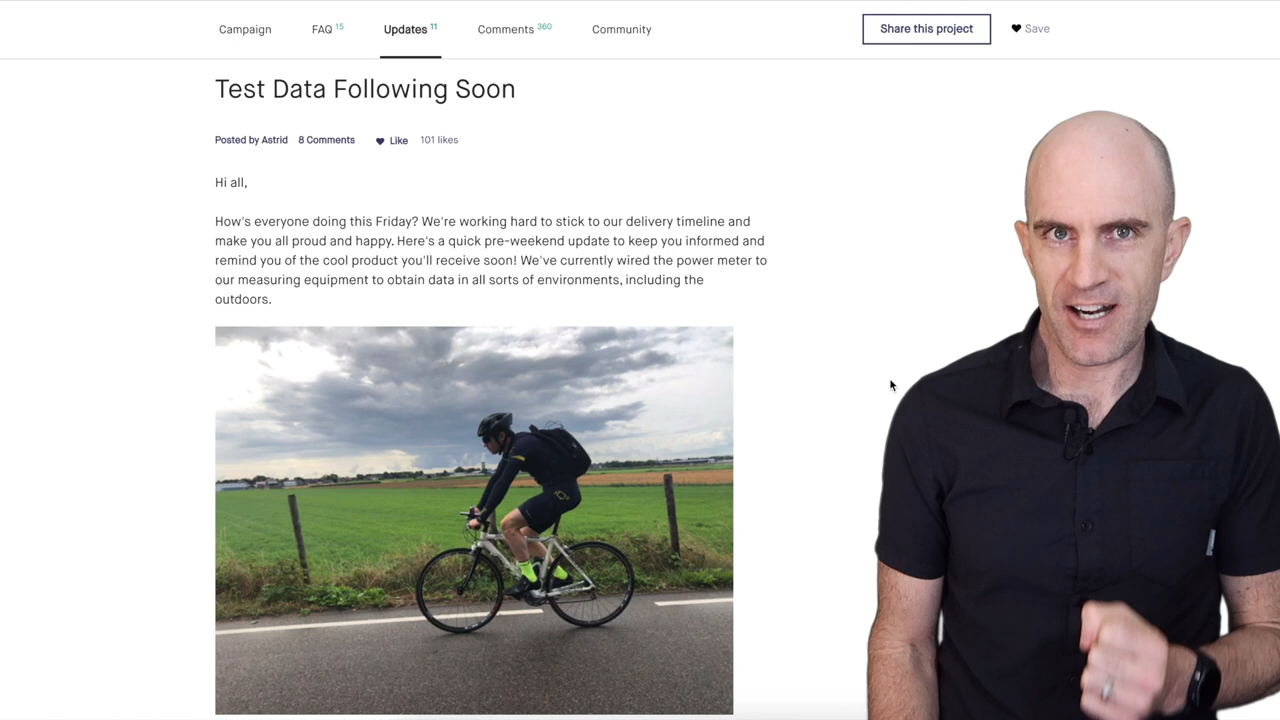 Campaign FAQ 15 Updates 11 Comments 360 Community Share this project Save
Test Data Following Soon
Posted by Astrid 8 Comments Like 101 likes
Hi all,
How's everyone doing this Friday? We're working hard to stick to our delivery timeline and
make you all proud and happy. Here's a quick pre-weekend update to keep you informed and
remind you of the cool product you'll receive soon! We've currently wired the power meter to
our measuring equipment to obtain data in all sorts of environments, including the
outdoors.